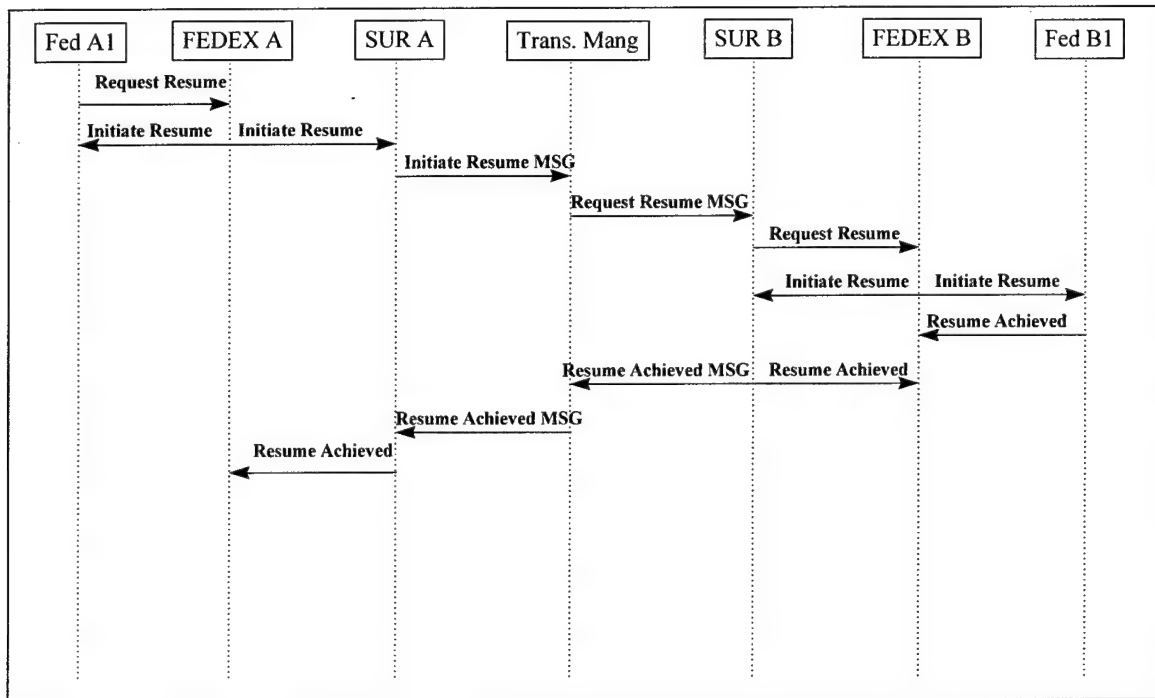 Fed A1 FEDEX A SUR A Trans. Mang SUR B FEDEX B Fed B1
Request Resume
Initiate Resume Initiate Resume
Initiate Resume MSG
Request Resume MSG
Request Resume
Initiate Resume Initiate Resume
Resume Achieved
Resume Achieved MSG Resume Achieved
Resume Achieved MSG
Resume Achieved